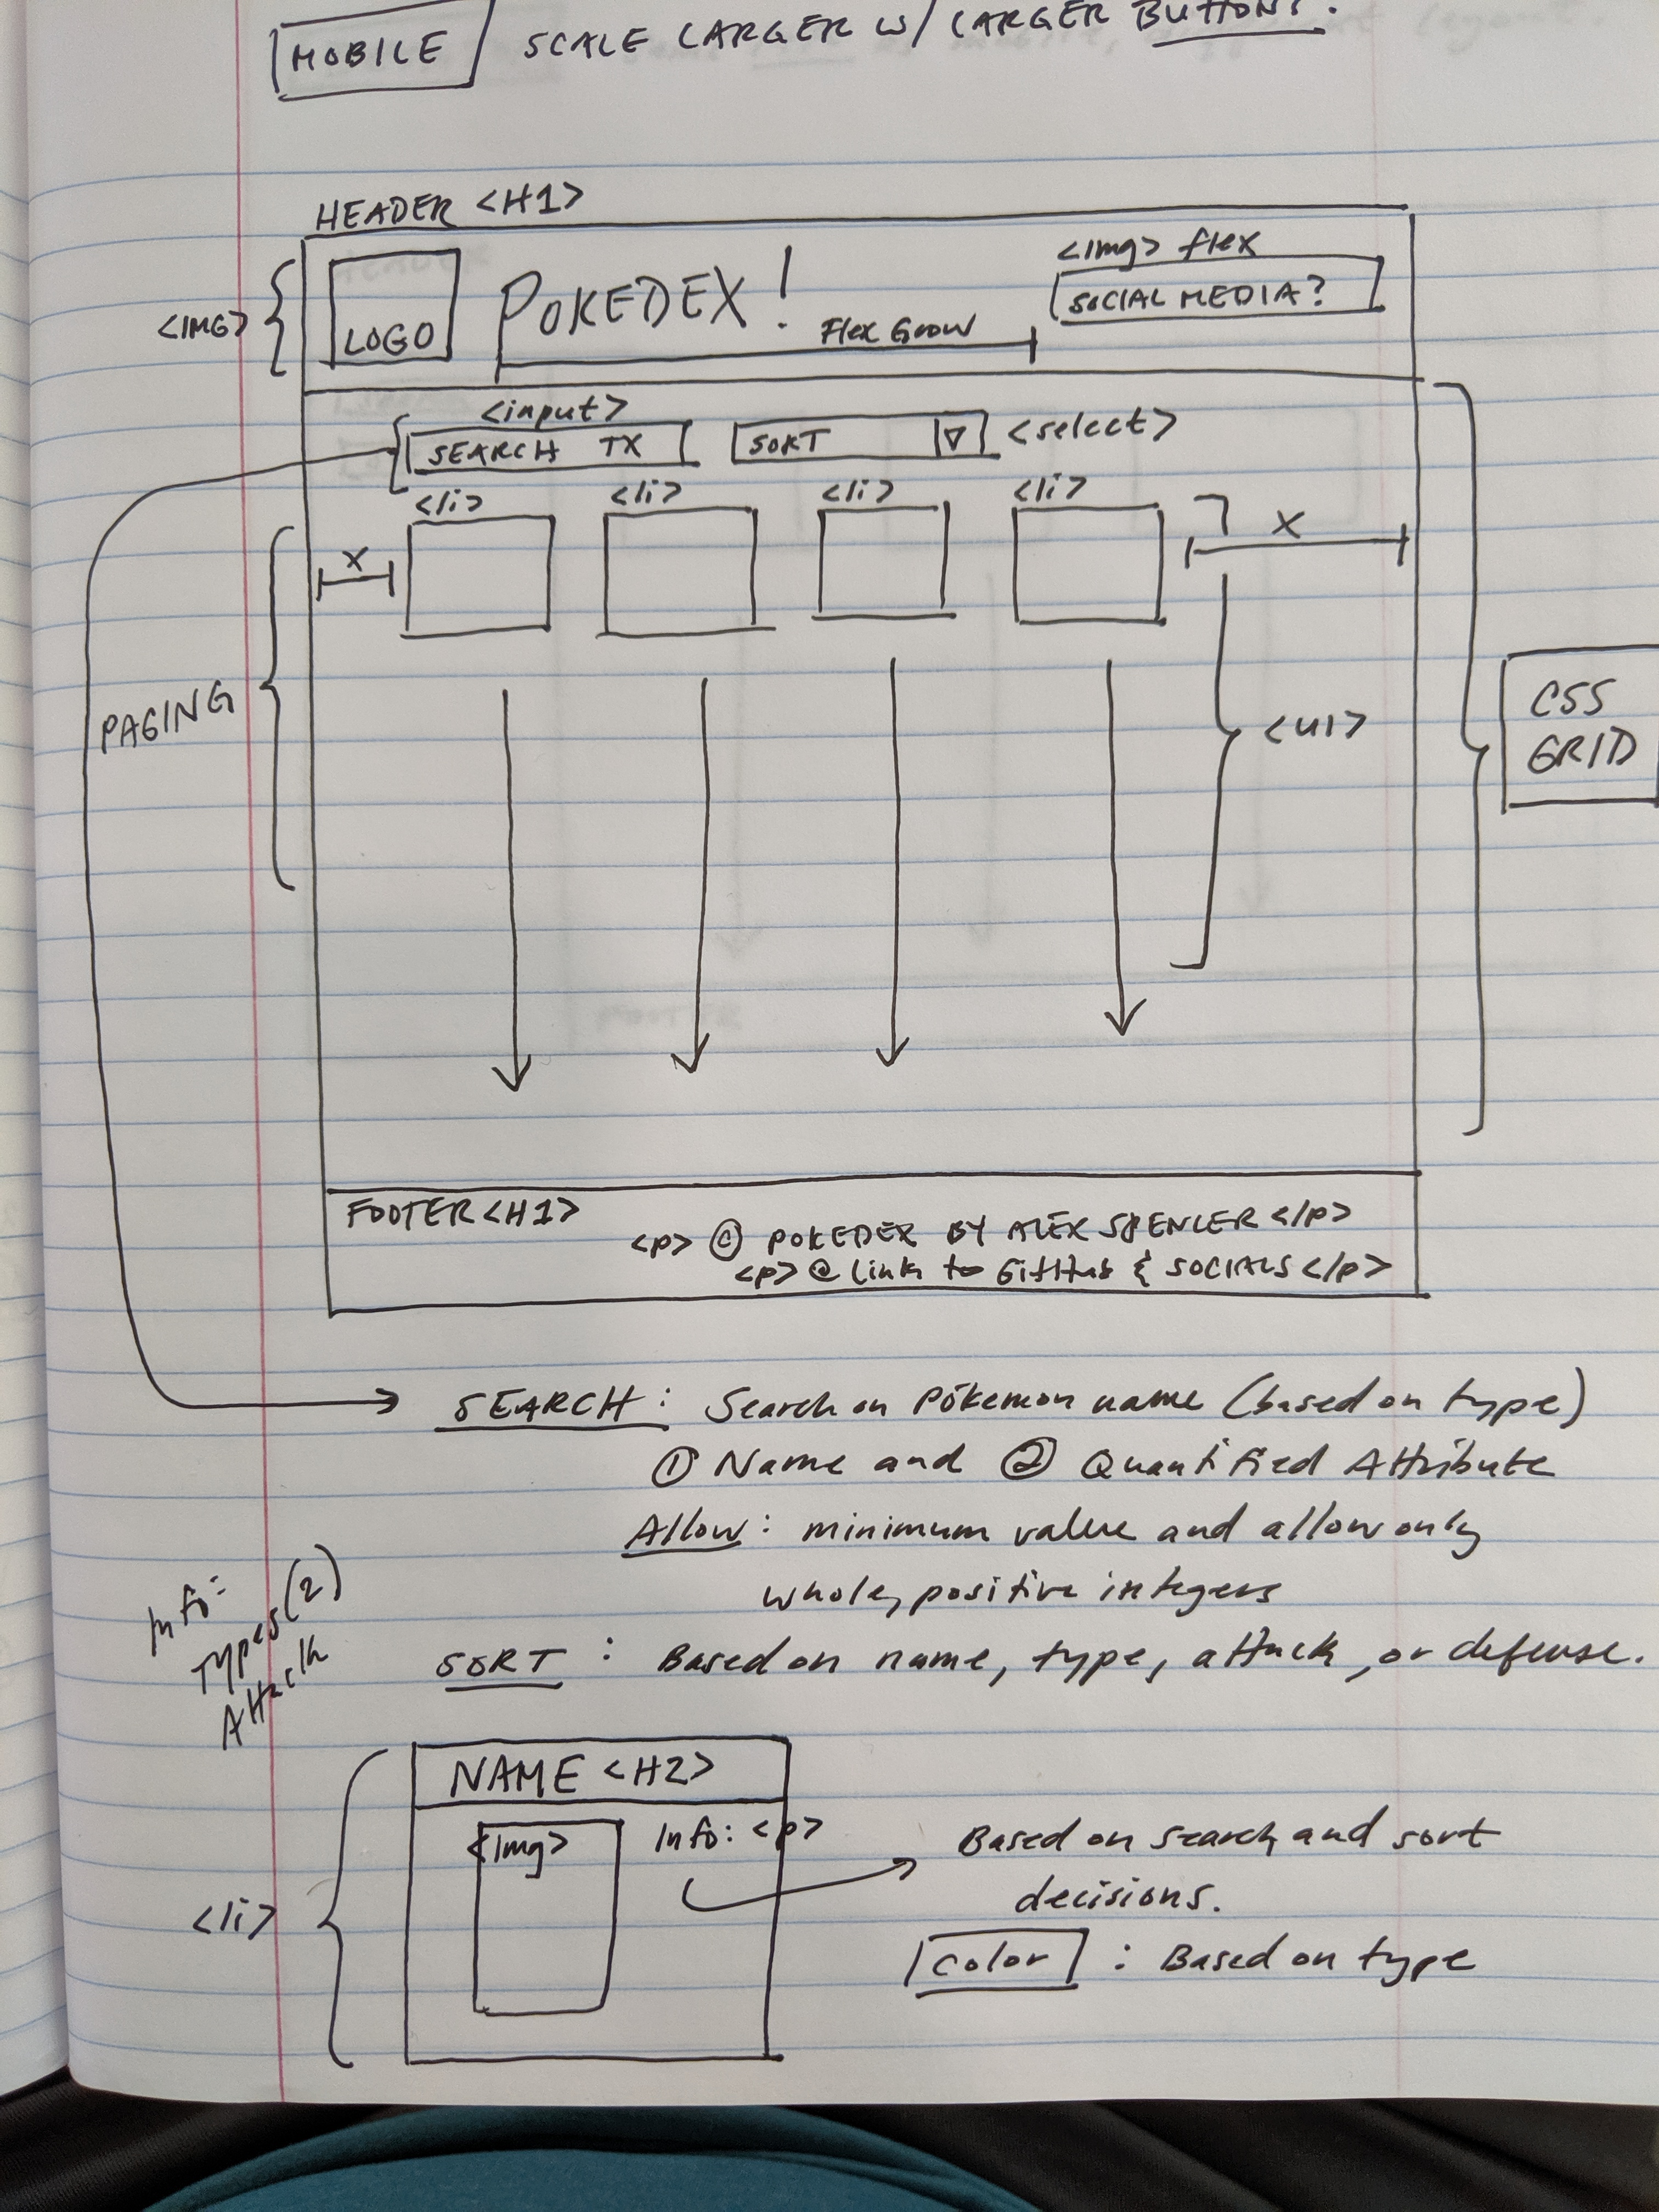 MOBILE SCALE LARGER W/ LARGER BUTTONS.
HEADER <H1>
<IMG>
LOGO
POKEDEX!
Flex Grow
<img> flex
SOCIAL MEDIA?
<input>
SEARCH TX
SORT
<select>
<li> <li> <li> <li>
X
X
PAGING
<ul>
CSS
GRID
FOOTER <H1>
<p> © POKEDEX BY ALEX SPENCER </p>
<p> @ Link to GitHub & SOCIALS </p>
SEARCH: Search on Pokemon name (based on type)
① Name and ② Quantified Attribute
Allow: minimum value and allow only
whole, positive integers
SORT: Based on name, type, attack, or defense.
Info:
Types (2)
Attack
NAME <H2>
<img>
Info: <p>
<li>
Based on search and sort
decisions.
color : Based on type